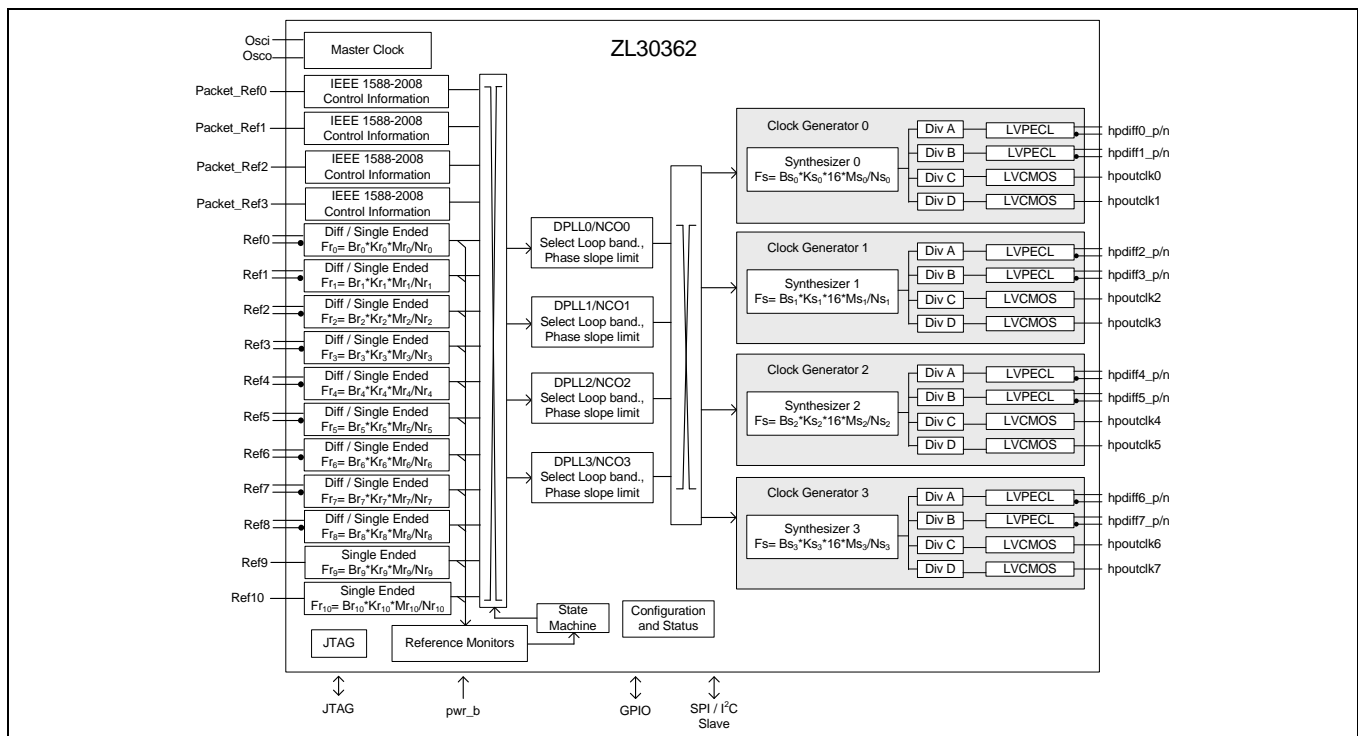 ZL30362
Osci
Osco
Master Clock
Packet_Ref0
IEEE 1588-2008
Control Information
Packet_Ref1
IEEE 1588-2008
Control Information
Packet_Ref2
IEEE 1588-2008
Control Information
Packet_Ref3
IEEE 1588-2008
Control Information
Ref0
Diff / Single Ended
Fr₀= Br₀*Kr₀*Mr₀/Nr₀
Ref1
Diff / Single Ended
Fr₁= Br₁*Kr₁*Mr₁/Nr₁
Ref2
Diff / Single Ended
Fr₂= Br₂*Kr₂*Mr₂/Nr₂
Ref3
Diff / Single Ended
Fr₃= Br₃*Kr₃*Mr₃/Nr₃
Ref4
Diff / Single Ended
Fr₄= Br₄*Kr₄*Mr₄/Nr₄
Ref5
Diff / Single Ended
Fr₅= Br₅*Kr₅*Mr₅/Nr₅
Ref6
Diff / Single Ended
Fr₆= Br₆*Kr₆*Mr₆/Nr₆
Ref7
Diff / Single Ended
Fr₇= Br₇*Kr₇*Mr₇/Nr₇
Ref8
Diff / Single Ended
Fr₈= Br₈*Kr₈*Mr₈/Nr₈
Ref9
Single Ended
Fr₉= Br₉*Kr₉*Mr₉/Nr₉
Ref10
Single Ended
Fr₁₀= Br₁₀*Kr₁₀*Mr₁₀/Nr₁₀
DPLL0/NCO0
Select Loop band.,
Phase slope limit
DPLL1/NCO1
Select Loop band.,
Phase slope limit
DPLL2/NCO2
Select Loop band.,
Phase slope limit
DPLL3/NCO3
Select Loop band.,
Phase slope limit
Clock Generator 0
Synthesizer 0
Fs= Bs₀*Ks₀*16*Ms₀/Ns₀
Div A
LVPECL
hpdiff0_p/n
Div B
LVPECL
hpdiff1_p/n
Div C
LVCMOS
hpoutclk0
Div D
LVCMOS
hpoutclk1
Clock Generator 1
Synthesizer 1
Fs= Bs₁*Ks₁*16*Ms₁/Ns₁
Div A
LVPECL
hpdiff2_p/n
Div B
LVPECL
hpdiff3_p/n
Div C
LVCMOS
hpoutclk2
Div D
LVCMOS
hpoutclk3
Clock Generator 2
Synthesizer 2
Fs= Bs₂*Ks₂*16*Ms₂/Ns₂
Div A
LVPECL
hpdiff4_p/n
Div B
LVPECL
hpdiff5_p/n
Div C
LVCMOS
hpoutclk4
Div D
LVCMOS
hpoutclk5
Clock Generator 3
Synthesizer 3
Fs= Bs₃*Ks₃*16*Ms₃/Ns₃
Div A
LVPECL
hpdiff6_p/n
Div B
LVPECL
hpdiff7_p/n
Div C
LVCMOS
hpoutclk6
Div D
LVCMOS
hpoutclk7
JTAG
Reference Monitors
State
Machine
Configuration
and Status
JTAG
pwr_b
GPIO
SPI / I²C
Slave